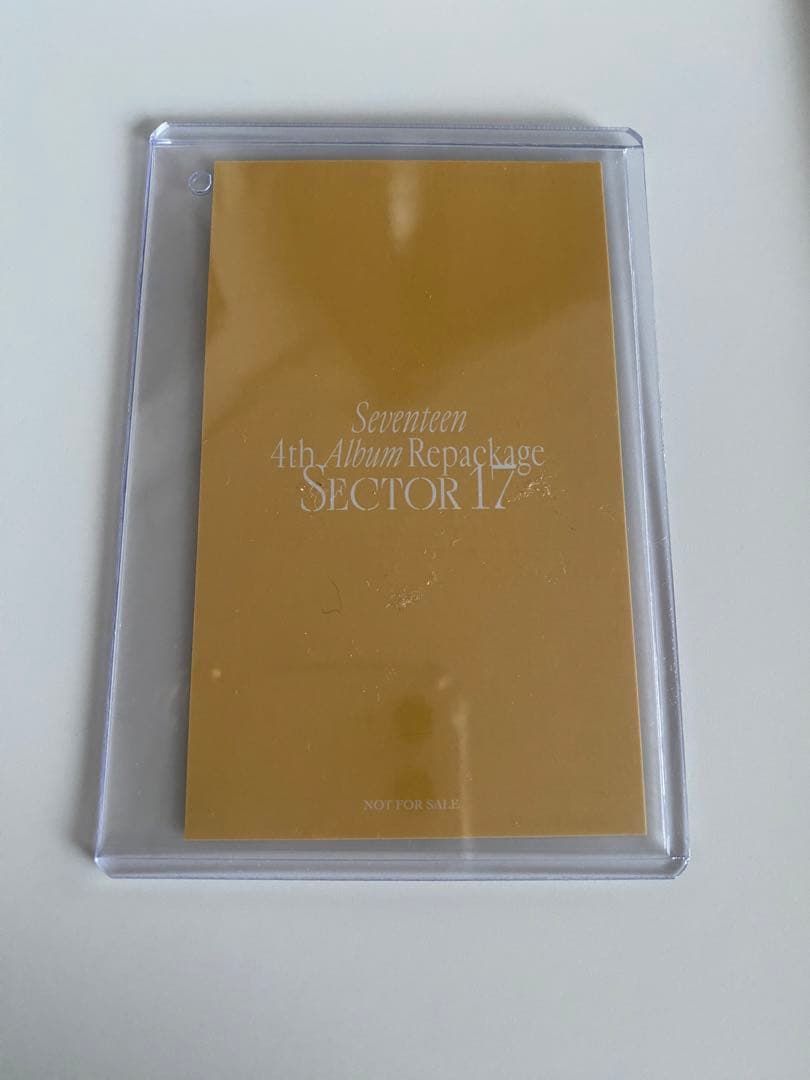 Seventeen
4th Album Repackage
SECTOR 17
NOT FOR SALE